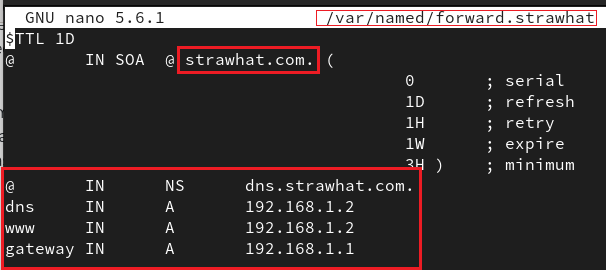 GNU nano 5.6.1 /var/named/forward.strawhat
$TTL 1D
@ IN SOA @ strawhat.com. (
0 ; serial
1D ; refresh
1H ; retry
1W ; expire
3H ) ; minimum
@ IN NS dns.strawhat.com.
dns IN A 192.168.1.2
www IN A 192.168.1.2
gateway IN A 192.168.1.1